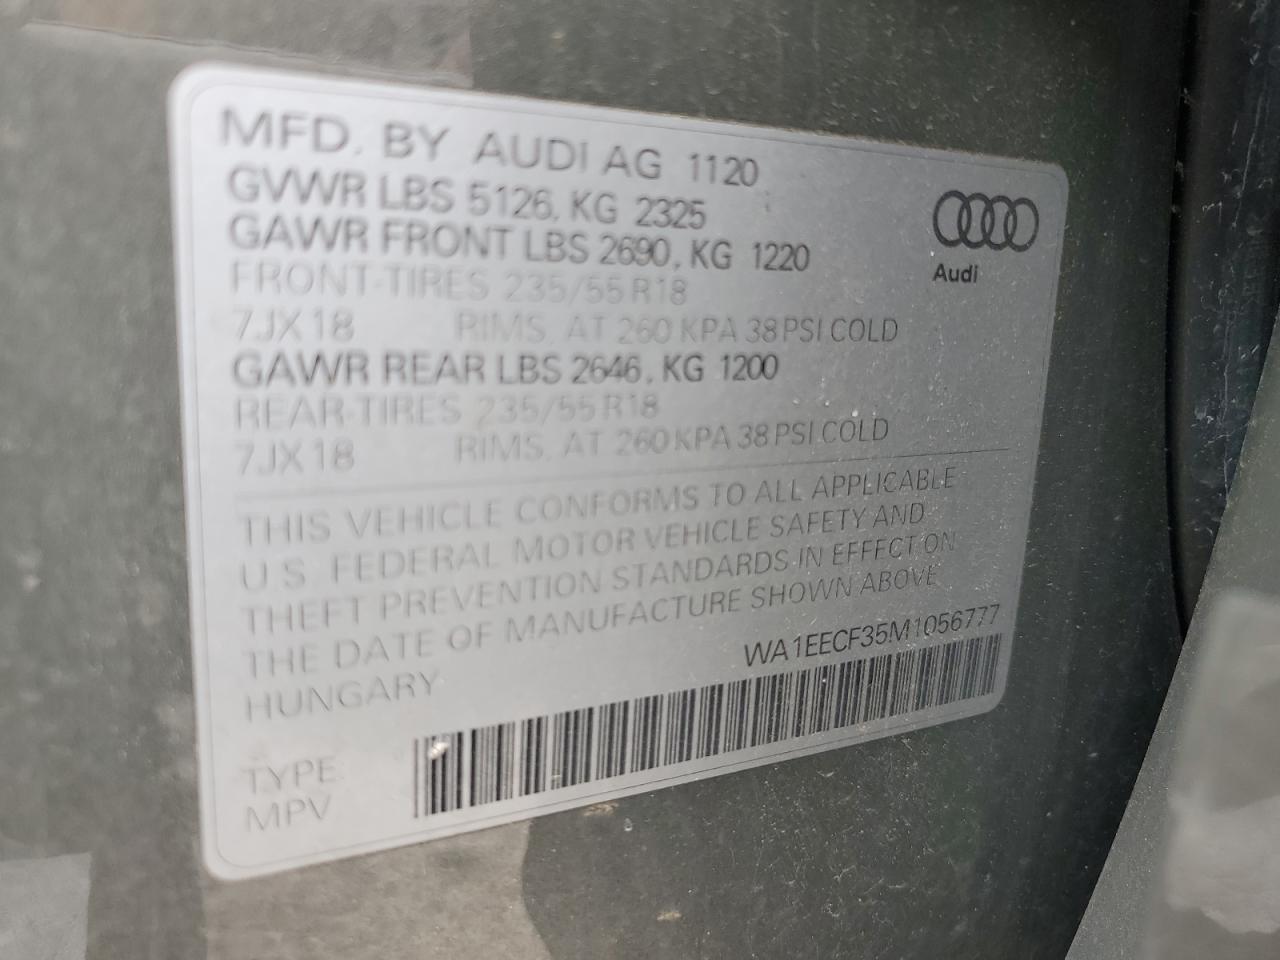 MFD. BY AUDI AG 1120
GVWR LBS 5126, KG 2325
GAWR FRONT LBS 2690, KG 1220
FRONT-TIRES 235/55 R18
7JX18 RIMS, AT 260 KPA 38 PSI COLD
GAWR REAR LBS 2646, KG 1200
REAR-TIRES 235/55 R18
7JX18 RIMS, AT 260 KPA 38 PSI COLD
Audi
THIS VEHICLE CONFORMS TO ALL APPLICABLE
U.S. FEDERAL MOTOR VEHICLE SAFETY AND
THEFT PREVENTION STANDARDS IN EFFECT ON
THE DATE OF MANUFACTURE SHOWN ABOVE
HUNGARY
WA1EECF35M1056777
TYPE:
MPV